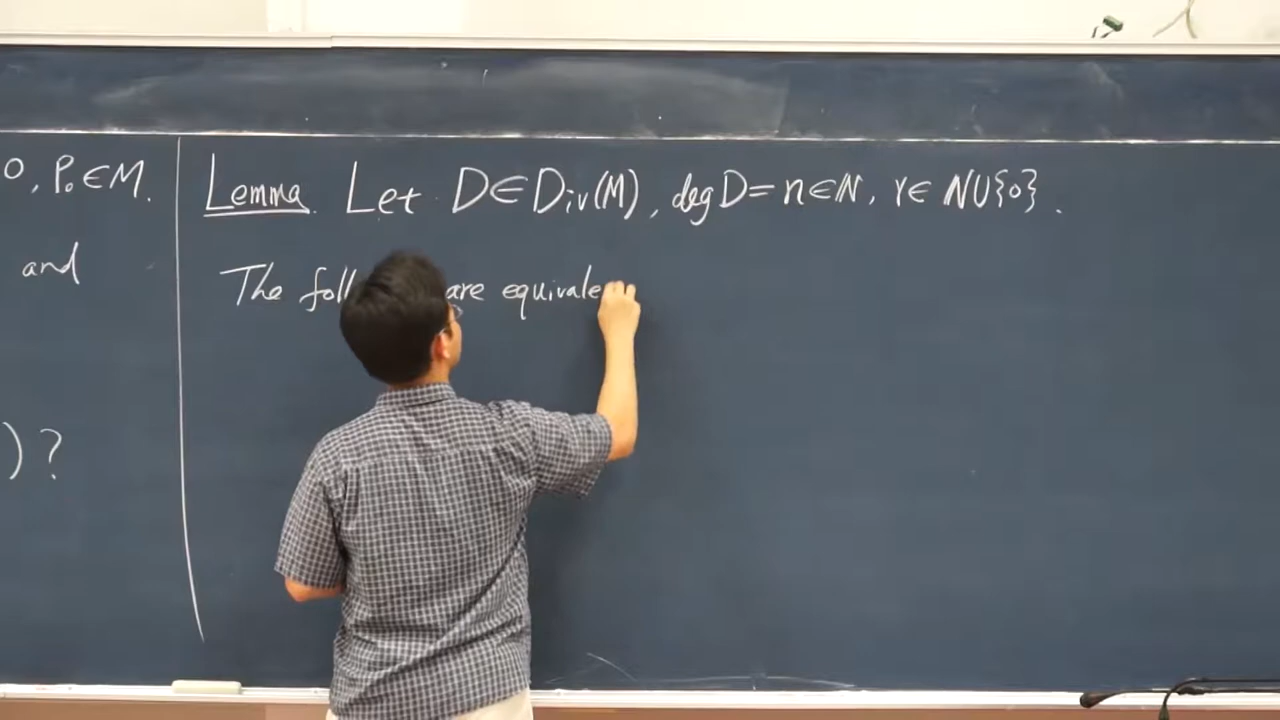 0, P₀ ∈ M.
and
) ?
Lemma. Let D ∈ Div(M), deg D = n ∈ N, r ∈ N ∪ {0}.
The foll are equivale